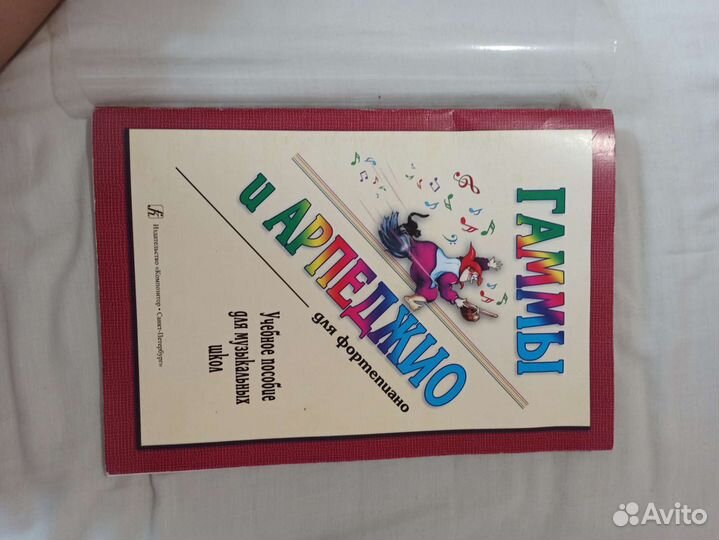 ГАММЫ
и АРПЕДЖИО
для фортепиано
Учебное пособие
для музыкальных
школ
Издательство «Композитор • Санкт-Петербург»
Avito